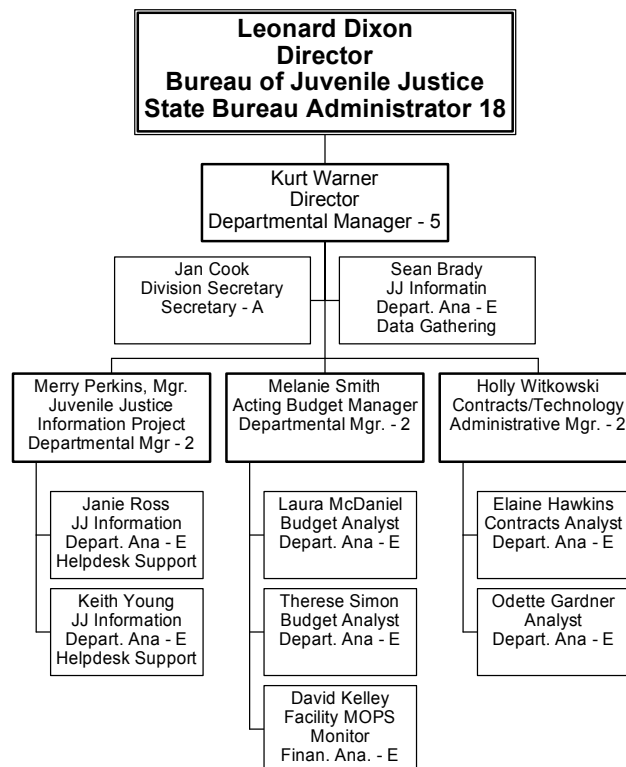 Leonard Dixon
Director
Bureau of Juvenile Justice
State Bureau Administrator 18
Kurt Warner
Director
Departmental Manager - 5
Jan Cook
Division Secretary
Secretary - A
Sean Brady
JJ Informatin
Depart. Ana - E
Data Gathering
Merry Perkins, Mgr.
Juvenile Justice
Information Project
Departmental Mgr - 2
Janie Ross
JJ Information
Depart. Ana - E
Helpdesk Support
Keith Young
JJ Information
Depart. Ana - E
Helpdesk Support
Melanie Smith
Acting Budget Manager
Departmental Mgr. - 2
Laura McDaniel
Budget Analyst
Depart. Ana - E
Therese Simon
Budget Analyst
Depart. Ana - E
David Kelley
Facility MOPS
Monitor
Finan. Ana. - E
Holly Witkowski
Contracts/Technology
Administrative Mgr. - 2
Elaine Hawkins
Contracts Analyst
Depart. Ana - E
Odette Gardner
Analyst
Depart. Ana - E